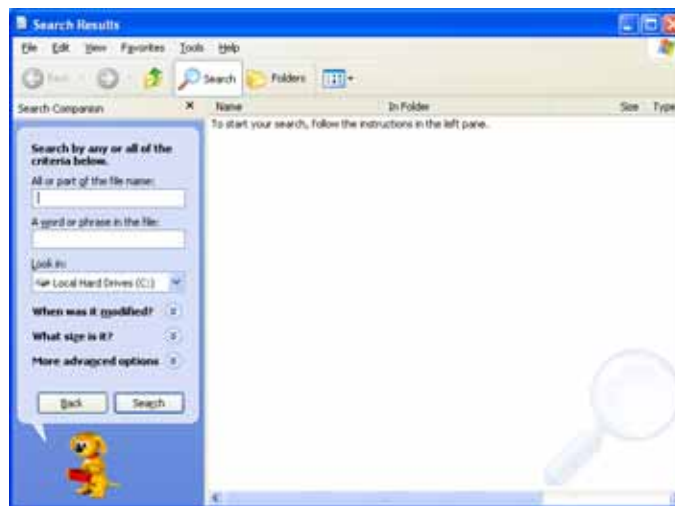 Search Results
File Edit View Favorites Tools Help
Back Search Folders
Search Companion Name In Folder Size Type
To start your search, follow the instructions in the left pane.
Search by any or all of the
criteria below.
All or part of the file name:
A word or phrase in the file:
Look in:
Local Hard Drives (C:)
When was it modified?
What size is it?
More advanced options
Back Search